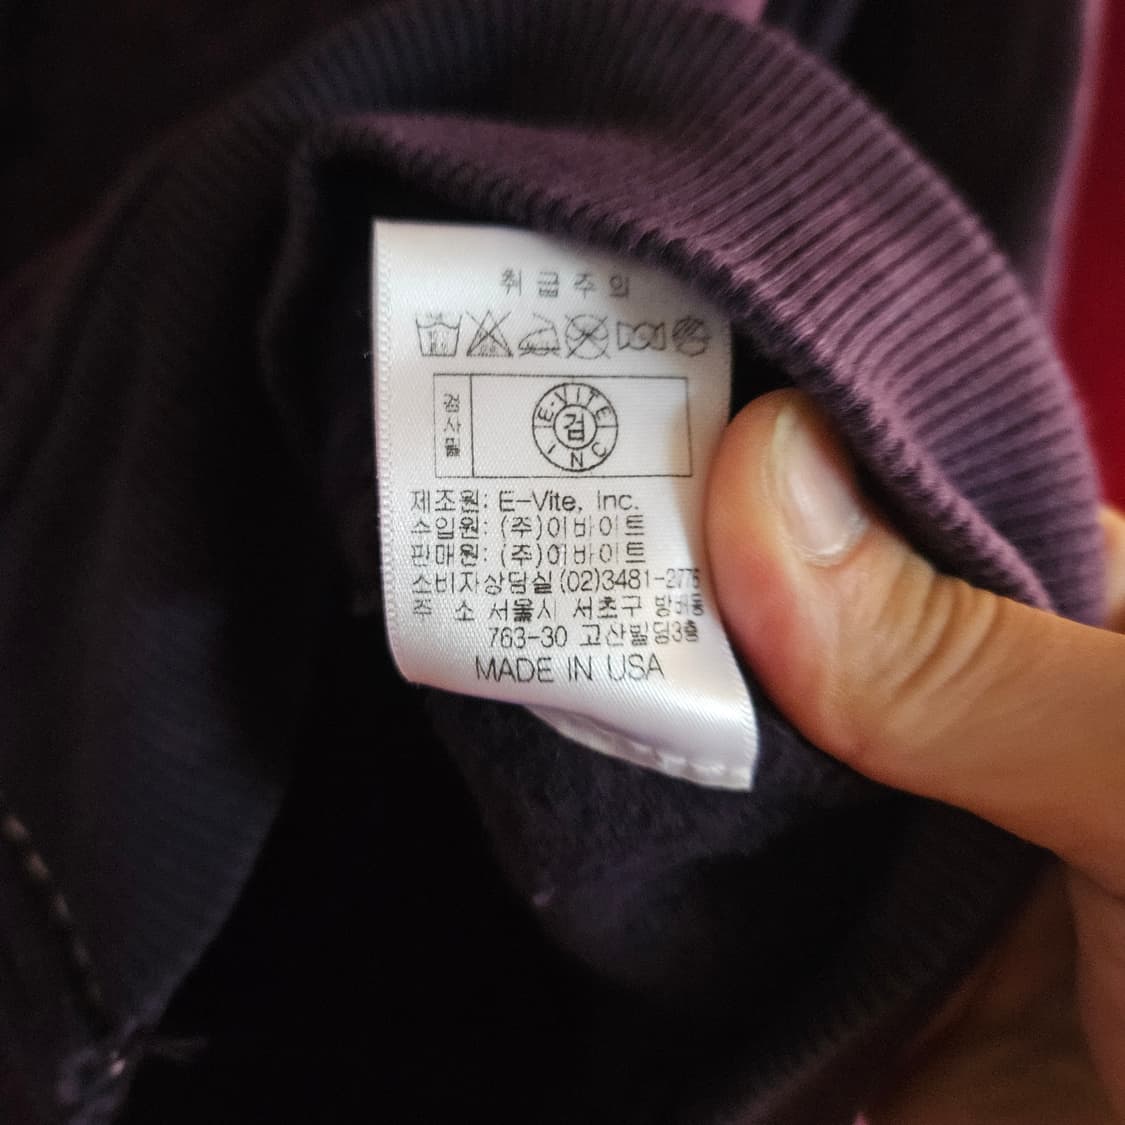 취급주의
검사필
E·VITE
검
INC
제조원: E-Vite, Inc.
수입원: (주)이바이트
판매원: (주)이바이트
소비자상담실(02)3481-2775
주 소 서울시 서초구 방배동
763-30 고산빌딩3층
MADE IN USA